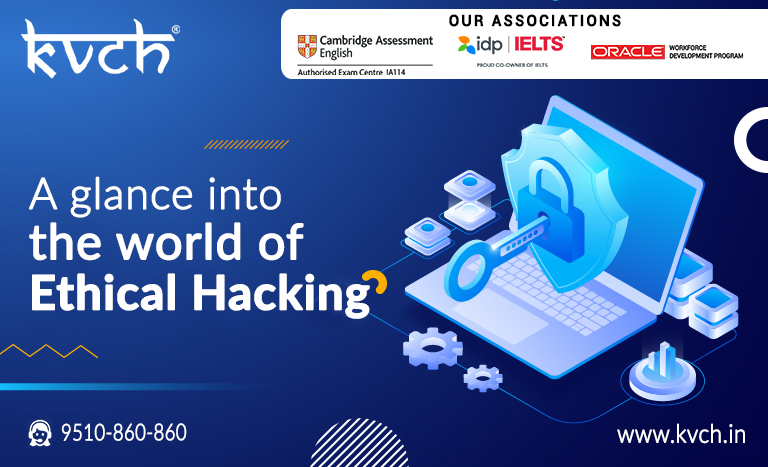 kvch®
OUR ASSOCIATIONS
Cambridge Assessment
English
Authorised Exam Centre IA114
idp | IELTS™
PROUD CO-OWNER OF IELTS
ORACLE
WORKFORCE
DEVELOPMENT PROGRAM
A glance into
the world of
Ethical Hacking
9510-860-860
www.kvch.in